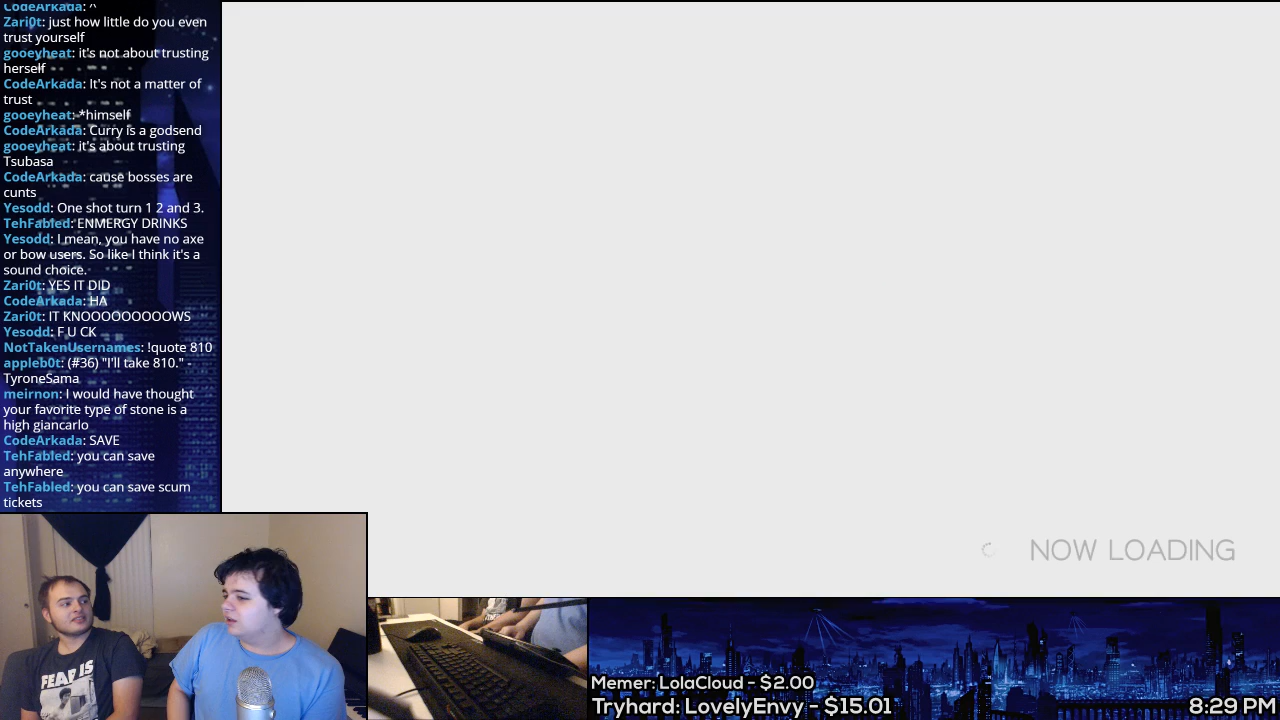 CodeArkada: ^
Zari0t: just how little do you even
trust yourself
gooeyheat: it's not about trusting
herself
CodeArkada: It's not a matter of
trust
gooeyheat: *himself
CodeArkada: Curry is a godsend
gooeyheat: it's about trusting
Tsubasa
CodeArkada: cause bosses are
cunts
Yesodd: One shot turn 1 2 and 3.
TehFabled: ENMERGY DRINKS
Yesodd: I mean, you have no axe
or bow users. So like I think it's a
sound choice.
Zari0t: YES IT DID
CodeArkada: HA
Zari0t: IT KNOOOOOOOOOWS
Yesodd: F U CK
NotTakenUsernames: !quote 810
appleb0t: (#36) "I'll take 810." -
TyroneSama
meirnon: I would have thought
your favorite type of stone is a
high giancarlo
CodeArkada: SAVE
TehFabled: you can save
anywhere
TehFabled: you can save scum
tickets
NOW LOADING
FEAR IS
Memer: LolaCloud - $2.00
Tryhard: LovelyEnvy - $15.01
8:29 PM